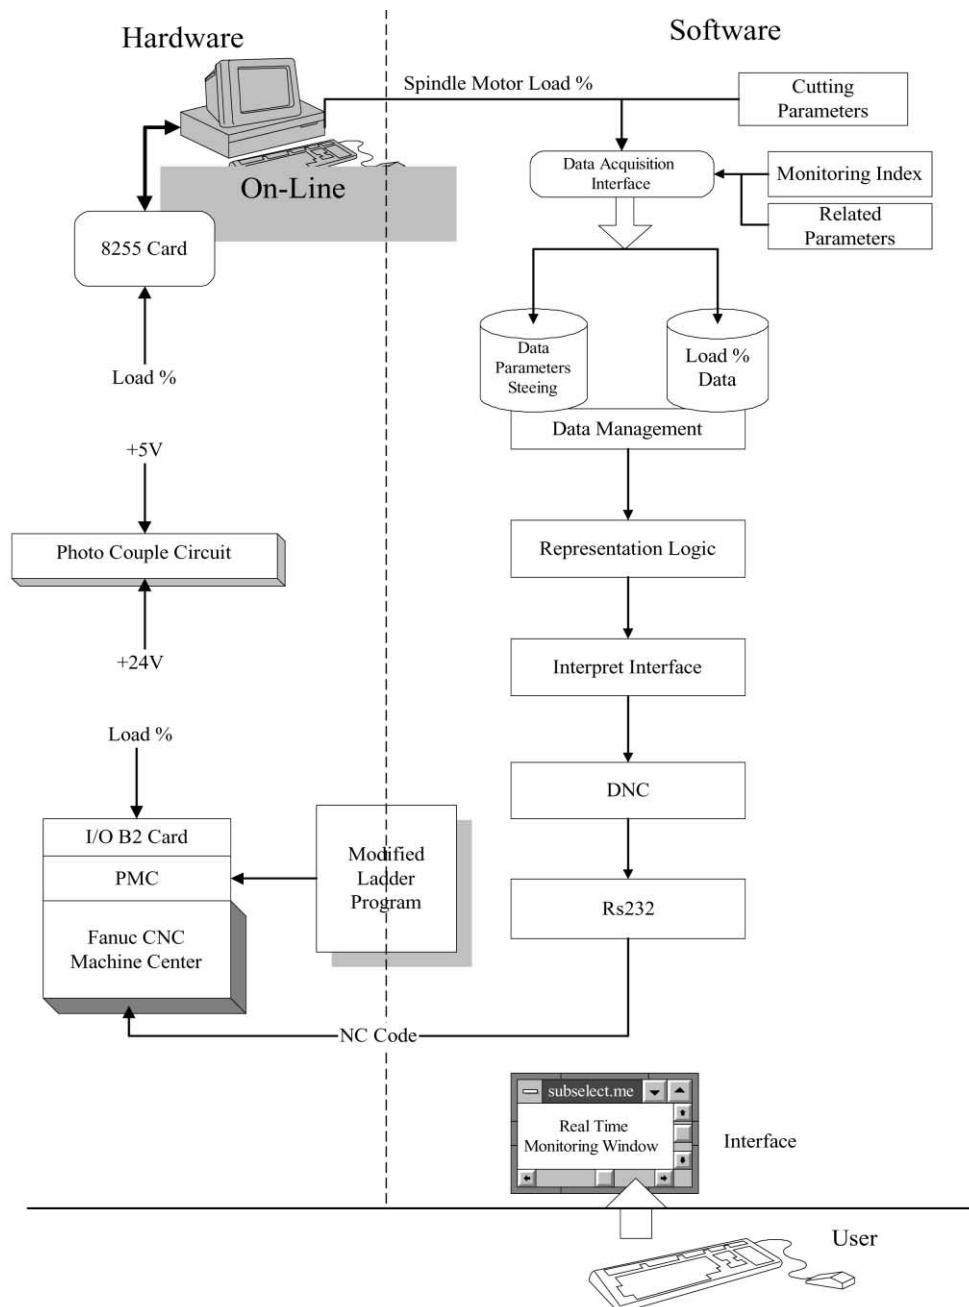 Hardware
Software
Spindle Motor Load %
Cutting
Parameters
Data Acquisition
Interface
Monitoring Index
Related
Parameters
On-Line
8255 Card
Load %
Data
Parameters
Steeing
Load %
Data
Data Management
+5V
Photo Couple Circuit
+24V
Representation Logic
Interpret Interface
Load %
DNC
I/O B2 Card
PMC
Fanuc CNC
Machine Center
Modified
Ladder
Program
Rs232
NC Code
subselect.me
Real Time
Monitoring Window
Interface
User